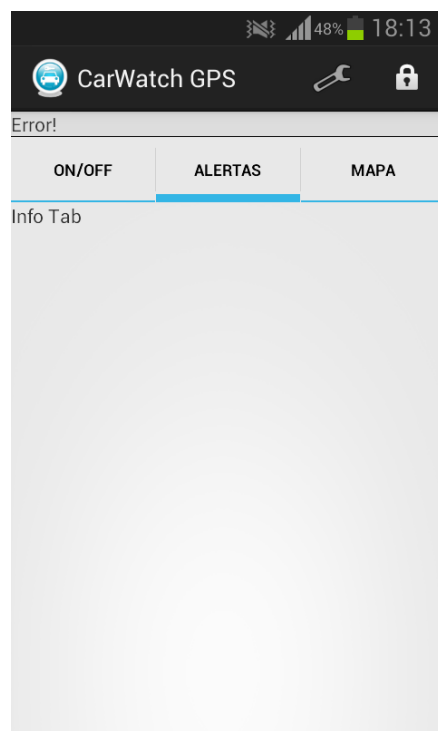 48% 18:13
CarWatch GPS
Error!
ON/OFF ALERTAS MAPA
Info Tab